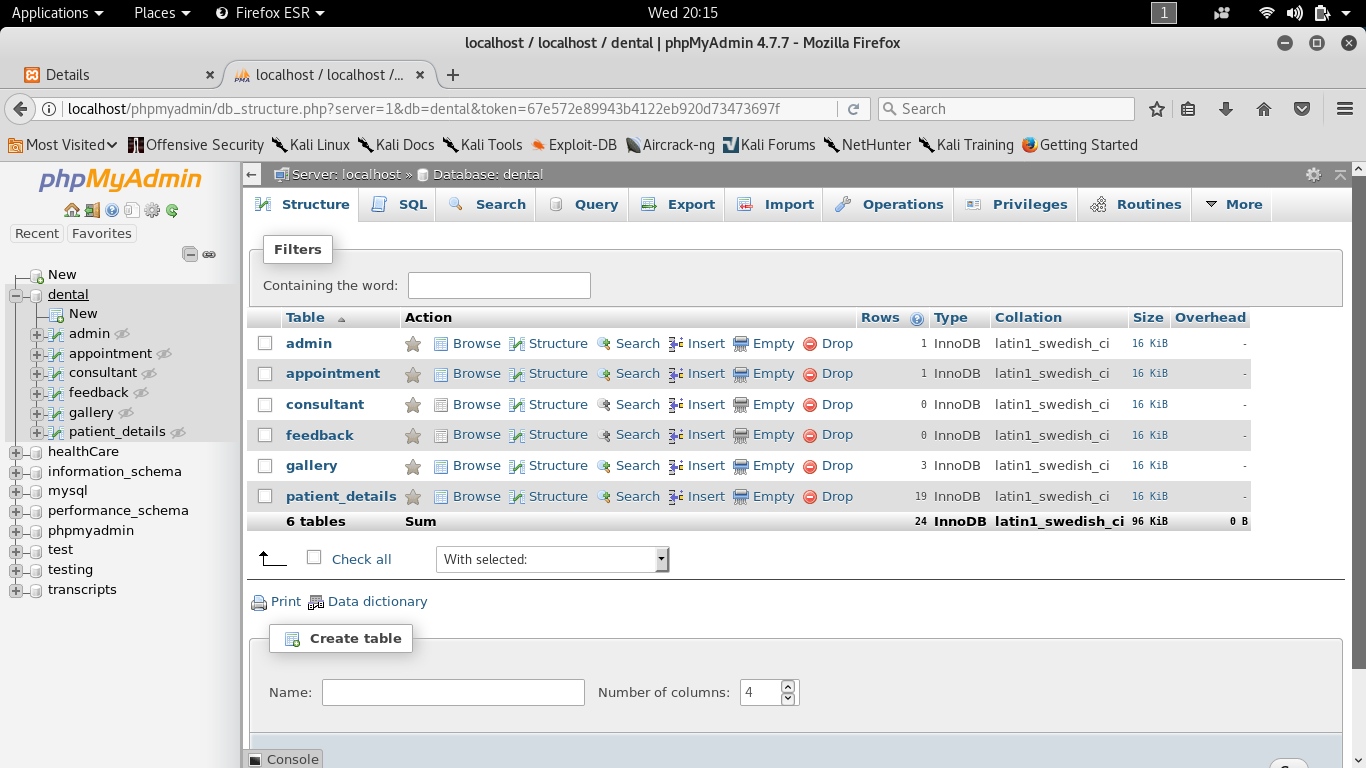 Applications Places Firefox ESR Wed 20:15 1
localhost / localhost / dental | phpMyAdmin 4.7.7 - Mozilla Firefox
Details localhost / localhost /...
localhost/phpmyadmin/db_structure.php?server=1&db=dental&token=67e572e89943b4122eb920d73473697f Search
Most Visited Offensive Security Kali Linux Kali Docs Kali Tools Exploit-DB Aircrack-ng Kali Forums NetHunter Kali Training Getting Started
phpMyAdmin
Recent Favorites
New
dental
New
admin
appointment
consultant
feedback
gallery
patient_details
healthCare
information_schema
mysql
performance_schema
phpmyadmin
test
testing
transcripts
Server: localhost » Database: dental
Structure SQL Search Query Export Import Operations Privileges Routines More
Filters
Containing the word:
Table Action Rows Type Collation Size Overhead
admin Browse Structure Search Insert Empty Drop 1 InnoDB latin1_swedish_ci 16 KiB -
appointment Browse Structure Search Insert Empty Drop 1 InnoDB latin1_swedish_ci 16 KiB -
consultant Browse Structure Search Insert Empty Drop 0 InnoDB latin1_swedish_ci 16 KiB -
feedback Browse Structure Search Insert Empty Drop 0 InnoDB latin1_swedish_ci 16 KiB -
gallery Browse Structure Search Insert Empty Drop 3 InnoDB latin1_swedish_ci 16 KiB -
patient_details Browse Structure Search Insert Empty Drop 19 InnoDB latin1_swedish_ci 16 KiB -
6 tables Sum 24 InnoDB latin1_swedish_ci 96 KiB 0 B
Check all With selected:
Print Data dictionary
Create table
Name: Number of columns: 4
Console